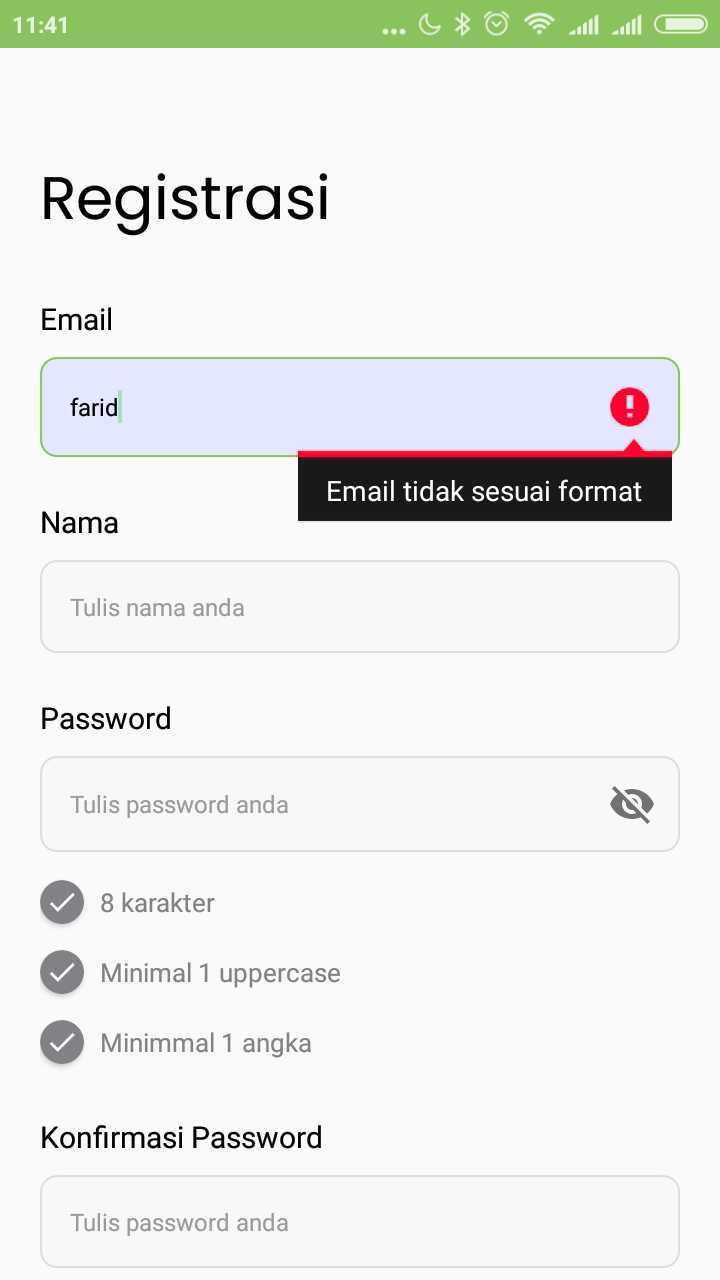 11:41
Registrasi
Email
farid
Email tidak sesuai format
Nama
Tulis nama anda
Password
Tulis password anda
8 karakter
Minimal 1 uppercase
Minimmal 1 angka
Konfirmasi Password
Tulis password anda